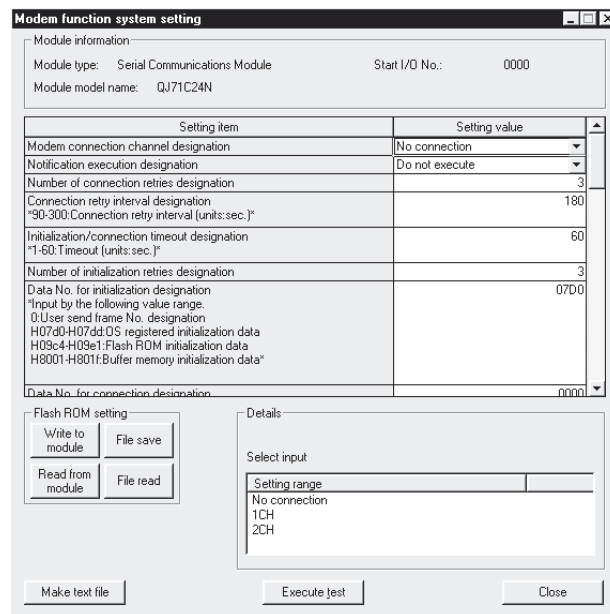 Modem function system setting
Module information
Module type: Serial Communications Module Start I/O No.: 0000
Module model name: QJ71C24N
Setting item Setting value
Modem connection channel designation No connection
Notification execution designation Do not execute
Number of connection retries designation 3
Connection retry interval designation 180
*90-300:Connection retry interval (units:sec.)*
Initialization/connection timeout designation 60
*1-60:Timeout (units:sec.)*
Number of initialization retries designation 3
Data No. for initialization designation 07D0
*Input by the following value range.
0:User send frame No. designation
H07d0-H07dd:OS registered initialization data
H09c4-H09e1:Flash ROM initialization data
H8001-H801f:Buffer memory initialization data*
Data No. for connection designation 0000
Flash ROM setting
Write to module
File save
Read from module
File read
Details
Select input
Setting range
No connection
1CH
2CH
Make text file
Execute test
Close